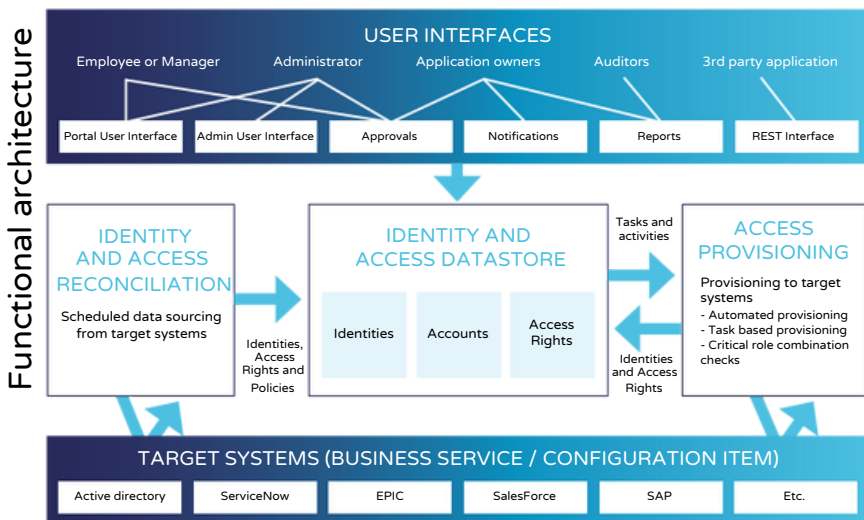 Functional architecture
USER INTERFACES
Employee or Manager
Administrator
Application owners
Auditors
3rd party application
Portal User Interface
Admin User Interface
Approvals
Notifications
Reports
REST Interface
IDENTITY
AND ACCESS
RECONCILIATION
Scheduled data sourcing
from target systems
Identities,
Access
Rights and
Policies
IDENTITY AND
ACCESS DATASTORE
Identities
Accounts
Access
Rights
Tasks and
activities
Identities
and Access
Rights
ACCESS
PROVISIONING
Provisioning to target
systems
- Automated provisioning
- Task based provisioning
- Critical role combination
checks
TARGET SYSTEMS (BUSINESS SERVICE / CONFIGURATION ITEM)
Active directory
ServiceNow
EPIC
SalesForce
SAP
Etc.